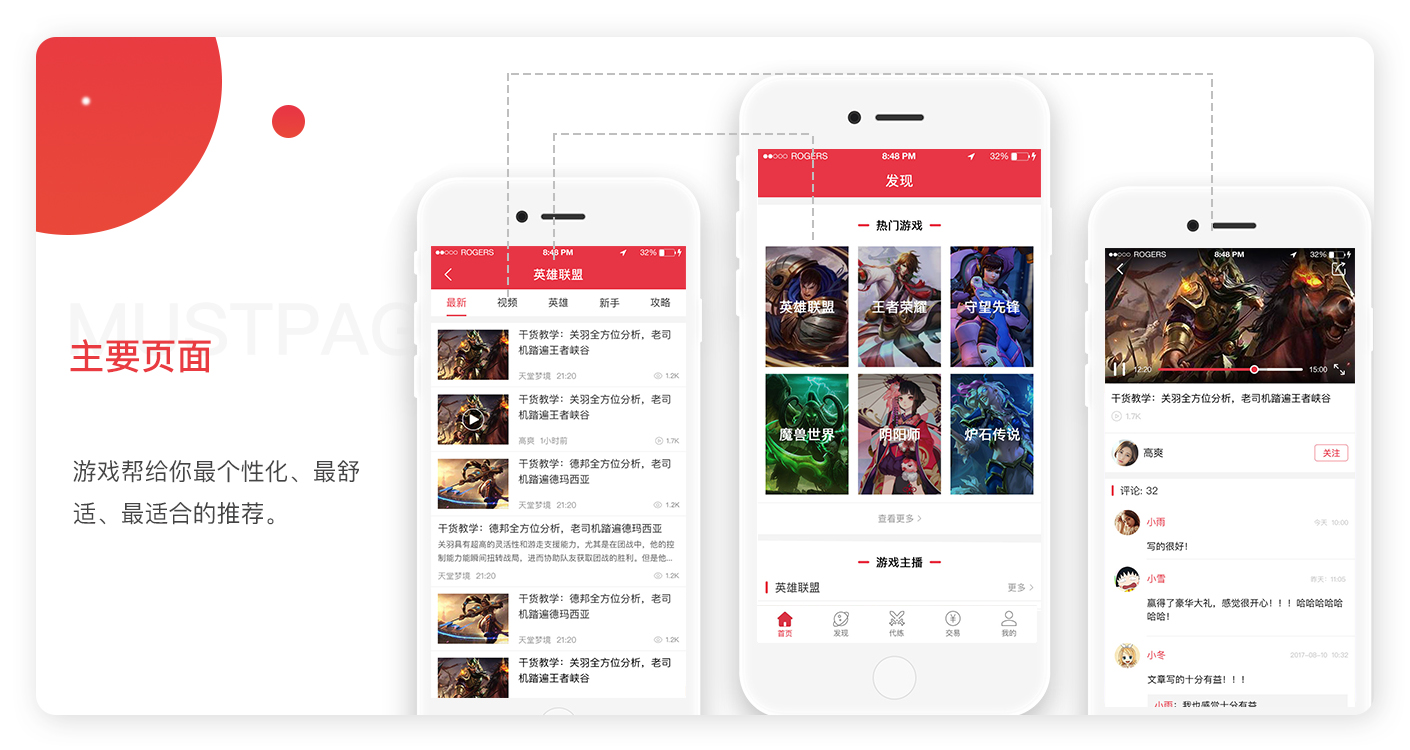 MUSTPAG
主要页面
游戏帮给你最个性化、最舒
适、最适合的推荐。
ROGERS 8:48 PM 32%
英雄联盟
最新 视频 英雄 新手 攻略
干货教学：关羽全方位分析，老司
机踏遍王者峡谷
天堂梦境 21:20 1.2K
干货教学：关羽全方位分析，老司
机踏遍王者峡谷
高爽 1小时前 1.7K
干货教学：德邦全方位分析，老司
机踏遍德玛西亚
天堂梦境 21:20 1.2K
干货教学：德邦全方位分析，老司机踏遍德玛西亚
关羽具有超高的灵活性和游走支援能力，尤其是在团战中，他的控
制能力能瞬间扭转战局，进而协助队友获取团战的胜利。但是他...
天堂梦境 21:20 1.2K
干货教学：德邦全方位分析，老司
机踏遍德玛西亚
天堂梦境 21:20 1.2K
干货教学：关羽全方位分析，老司
机踏遍王者峡谷
ROGERS 8:48 PM 32%
发现
热门游戏
英雄联盟 王者荣耀 守望先锋
魔兽世界 阴阳师 炉石传说
查看更多
游戏主播
英雄联盟 更多
首页 发现 代练 交易 我的
ROGERS 8:48 PM 32%
12:20 15:00
干货教学：关羽全方位分析，老司机踏遍王者峡谷
1.7K
高爽 关注
评论: 32
小雨 今天 10:00
写的很好！
小雪 昨天：11:05
赢得了豪华大礼，感觉很开心！！！哈哈哈哈哈
哈哈！
小冬 2017-08-10 10:32
文章写的十分有益！！！
小雨：我也感觉十分有益